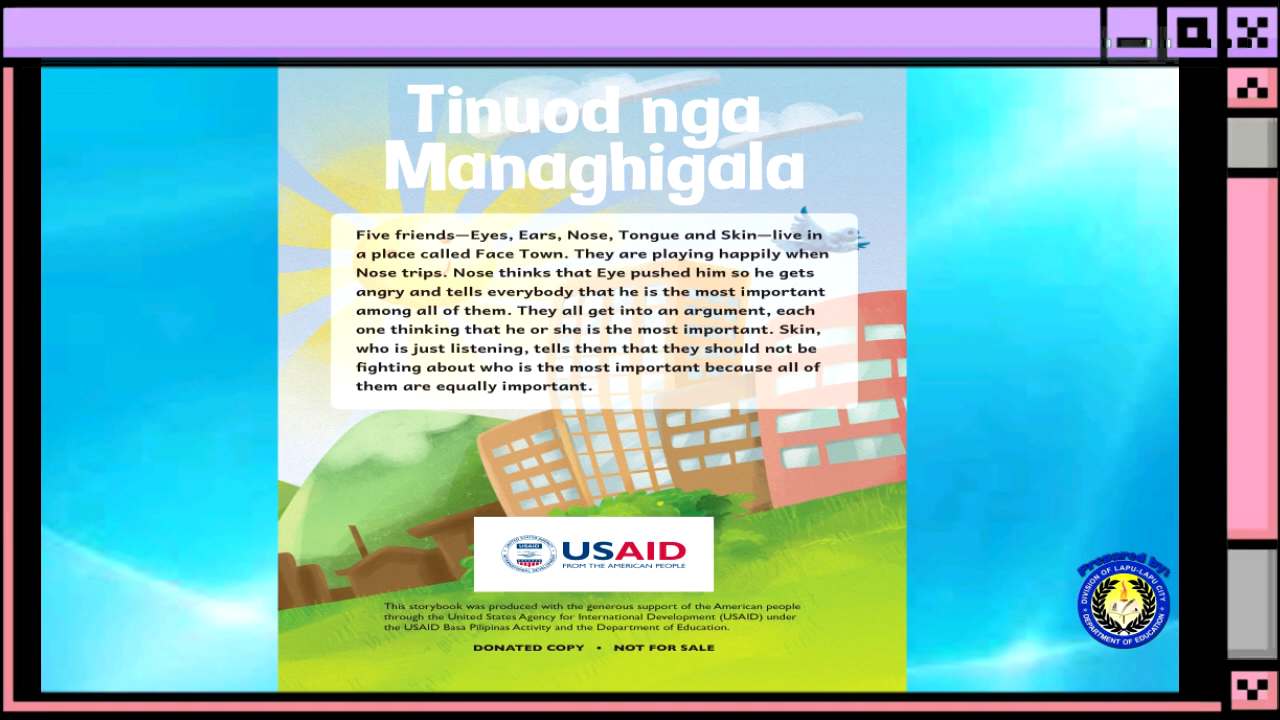 Tinuod nga
Managhigala
Five friends—Eyes, Ears, Nose, Tongue and Skin—live in
a place called Face Town. They are playing happily when
Nose trips. Nose thinks that Eye pushed him so he gets
angry and tells everybody that he is the most important
among all of them. They all get into an argument, each
one thinking that he or she is the most important. Skin,
who is just listening, tells them that they should not be
fighting about who is the most important because all of
them are equally important.
USAID
USAID
FROM THE AMERICAN PEOPLE
This storybook was produced with the generous support of the American people
through the United States Agency for International Development (USAID) under
the USAID Basa Pilipinas Activity and the Department of Education.
DONATED COPY • NOT FOR SALE
Prepared by:
DIVISION OF LAPU-LAPU CITY
DEPARTMENT OF EDUCATION